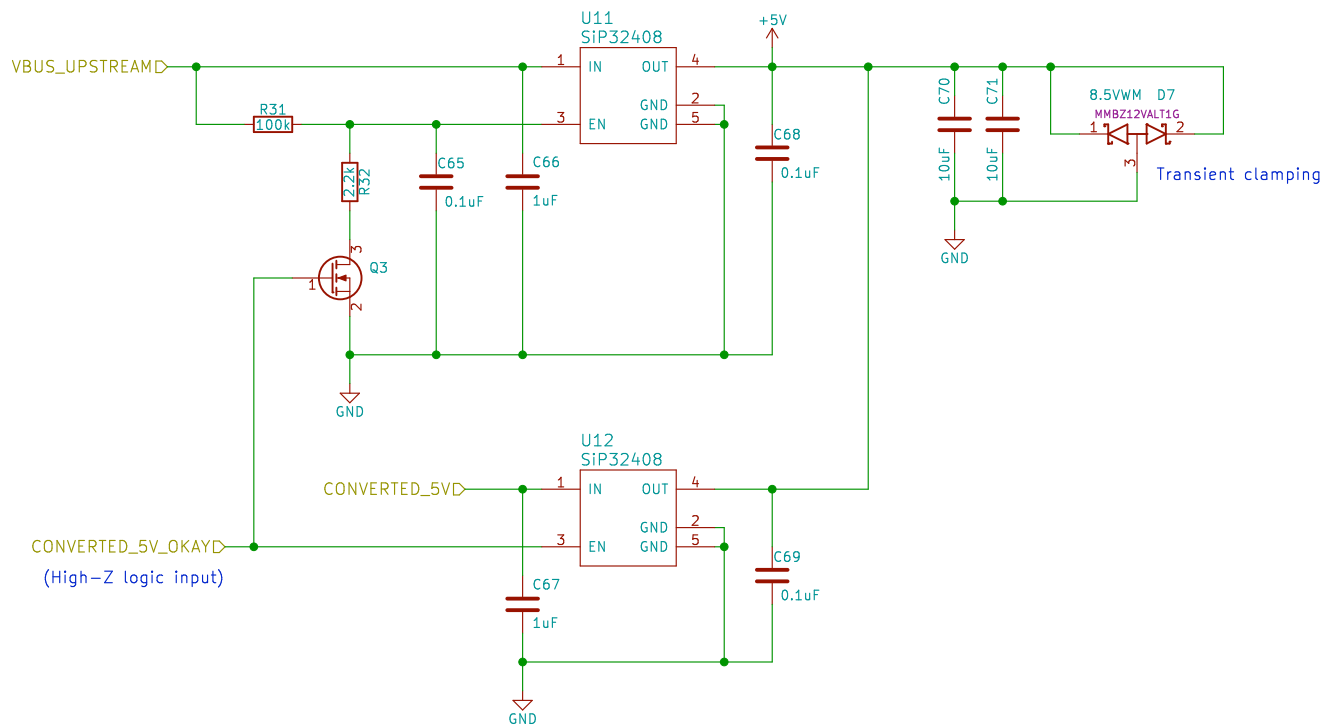 U11
SiP32408
+5V
VBUS_UPSTREAM
1
IN
OUT
4
GND
2
3
EN
GND
5
R31
100k
2.2k
R32
C65
0.1uF
C66
1uF
C68
0.1uF
C70
10uF
C71
10uF
8.5VWM D7
MMBZ12VALT1G
1
2
3
Transient clamping
GND
3
Q3
1
2
GND
U12
SiP32408
CONVERTED_5V
1
IN
OUT
4
GND
2
CONVERTED_5V_OKAY
3
EN
GND
5
(High-Z logic input)
C67
1uF
C69
0.1uF
GND